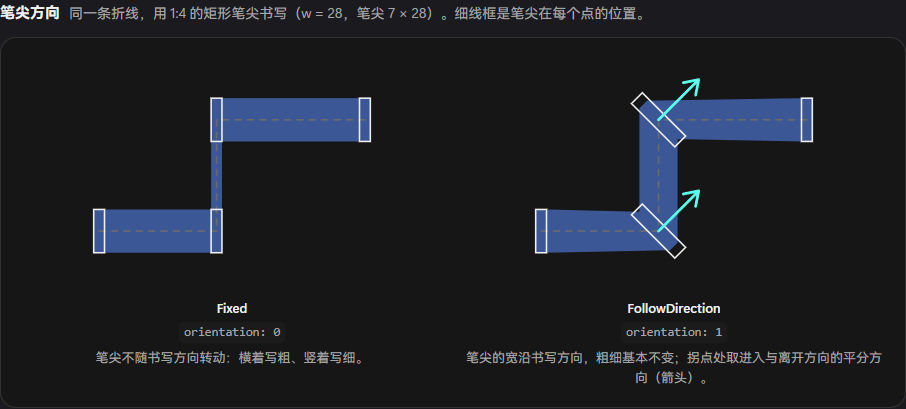 笔尖方向 同一条折线，用 1:4 的矩形笔尖书写（w = 28，笔尖 7 × 28）。细线框是笔尖在每个点的位置。
Fixed
orientation: 0
笔尖不随书写方向转动：横着写粗、竖着写细。
FollowDirection
orientation: 1
笔尖的宽沿书写方向，粗细基本不变；拐点处取进入与离开方向的平分方
向（箭头）。